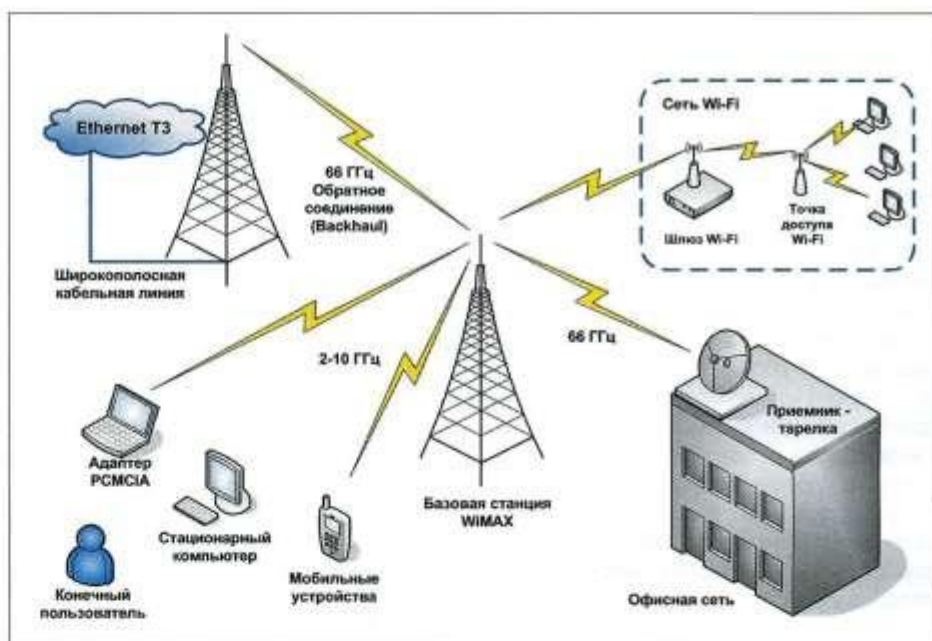 Ethernet T3
66 ГГц
Обратное
соединение
(Backhaul)
Широкополосная
кабельная линия
Сеть Wi-Fi
Шлюз Wi-Fi
Точка
доступа
Wi-Fi
2-10 ГГц
66 ГГц
Приемник -
тарелка
Адаптер
PCMCIA
Стационарный
компьютер
Базовая станция
WiMAX
Конечный
пользователь
Мобильные
устройства
Офисная сеть